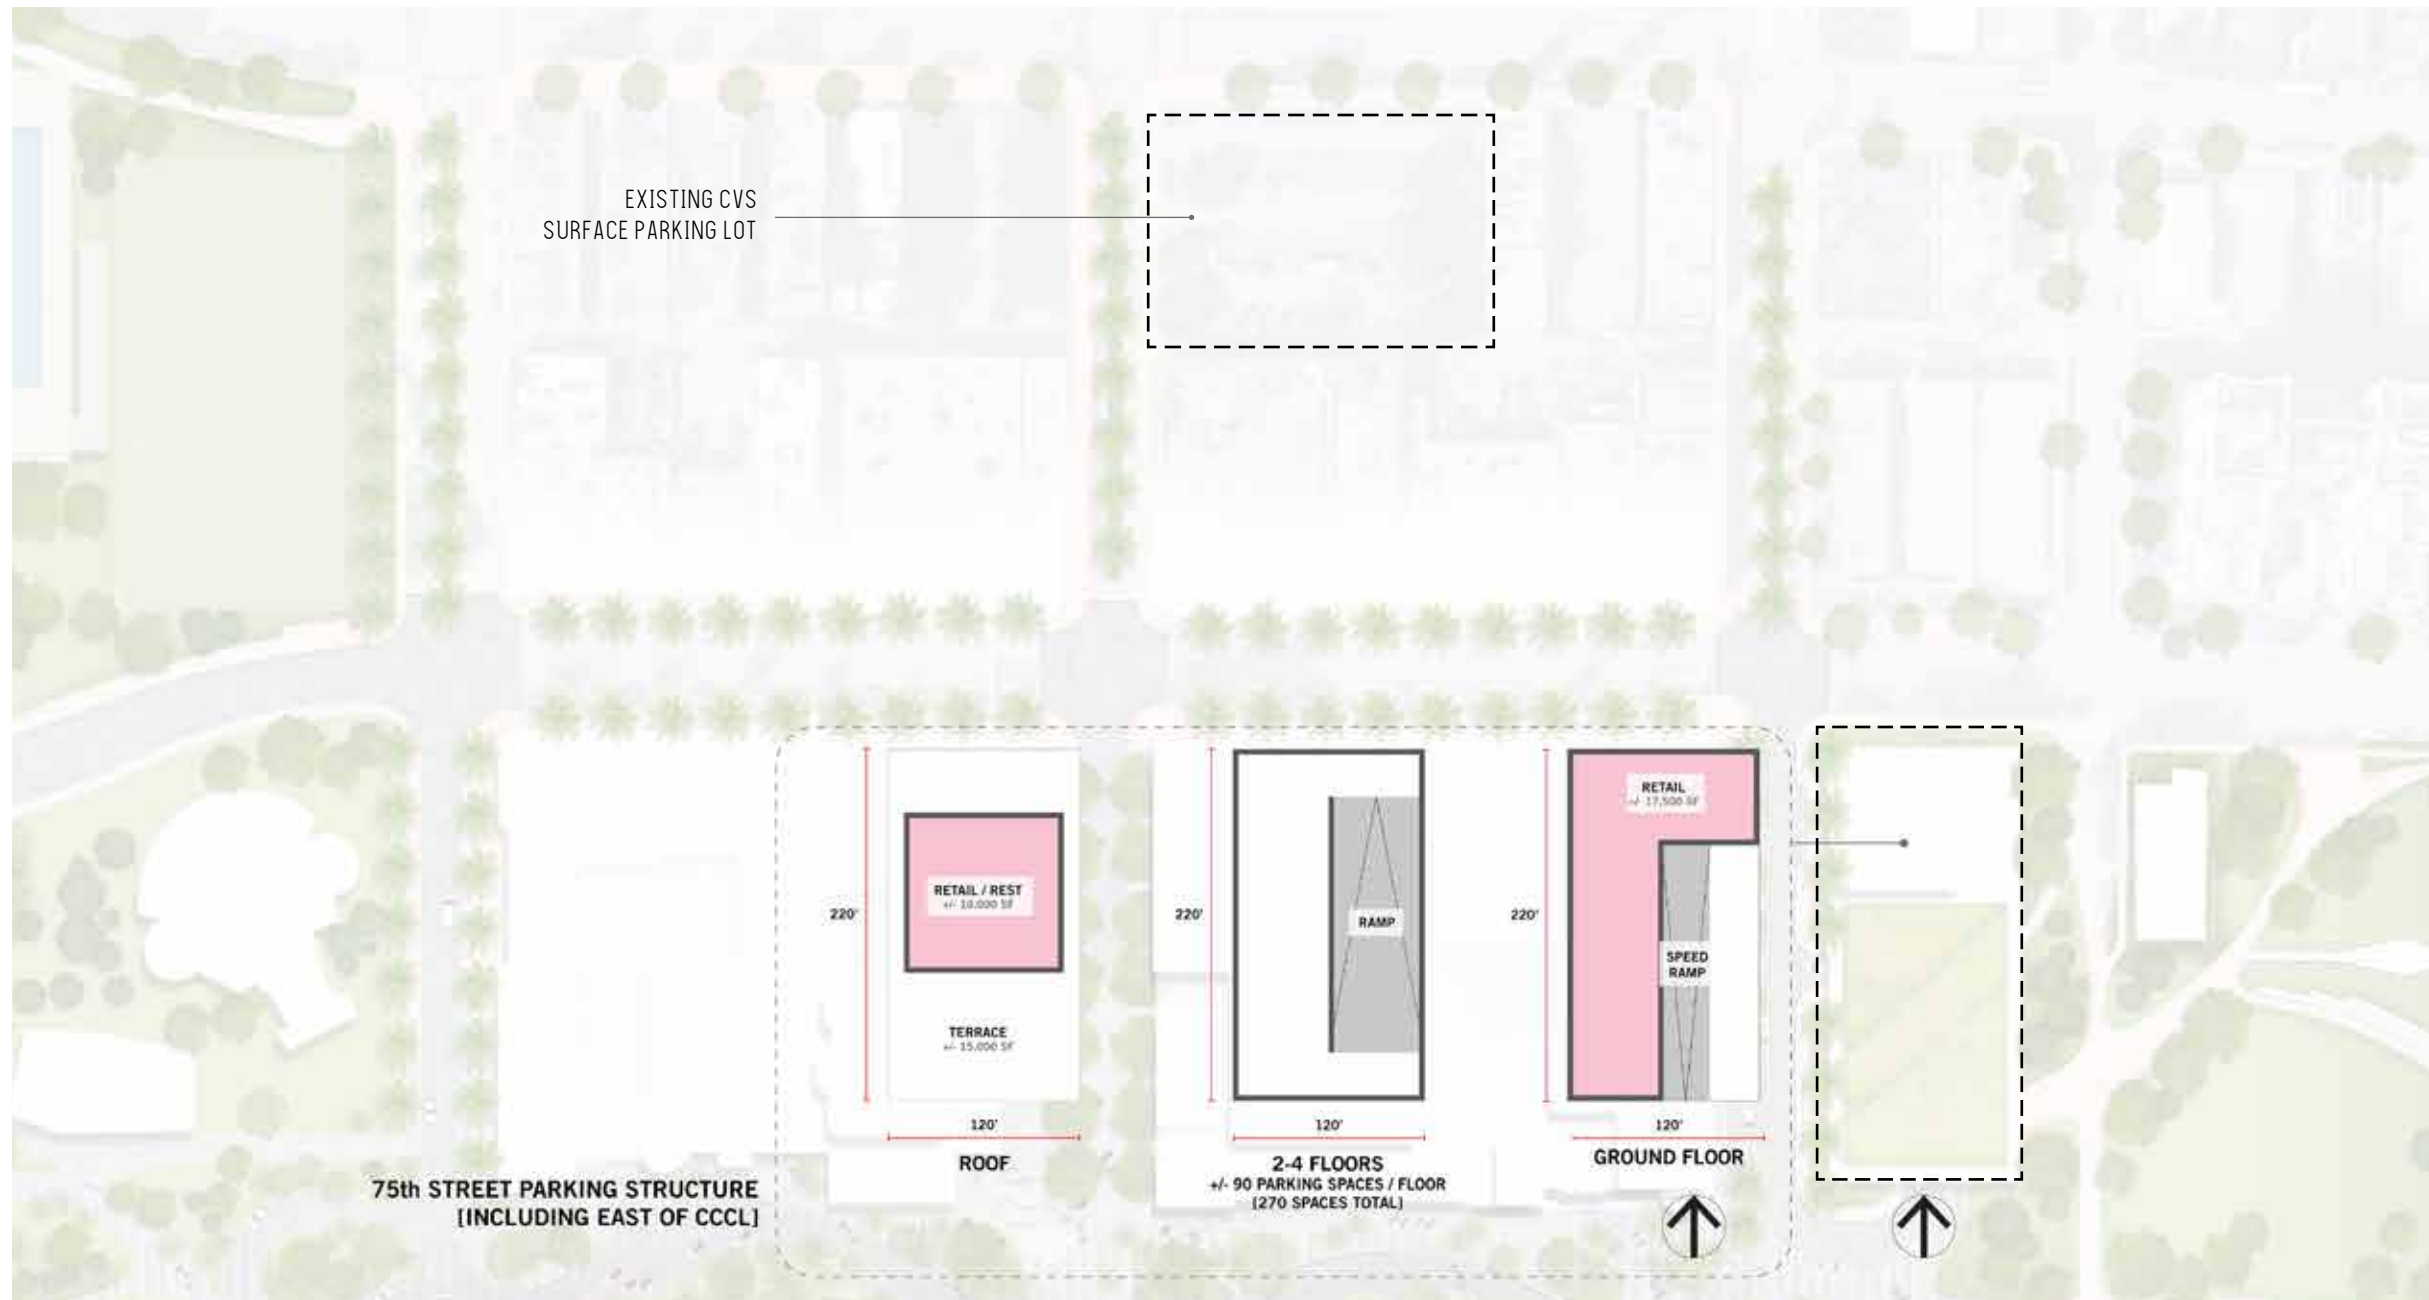 EXISTING CVS
SURFACE PARKING LOT
RETAIL
+/- 17,500 SF
RETAIL / REST
+/- 10,000 SF
220'
220'
220'
RAMP
SPEED
RAMP
TERRACE
+/- 15,000 SF
120'
120'
120'
ROOF
2-4 FLOORS
+/- 90 PARKING SPACES / FLOOR
[270 SPACES TOTAL]
GROUND FLOOR
75th STREET PARKING STRUCTURE
[INCLUDING EAST OF CCCL]